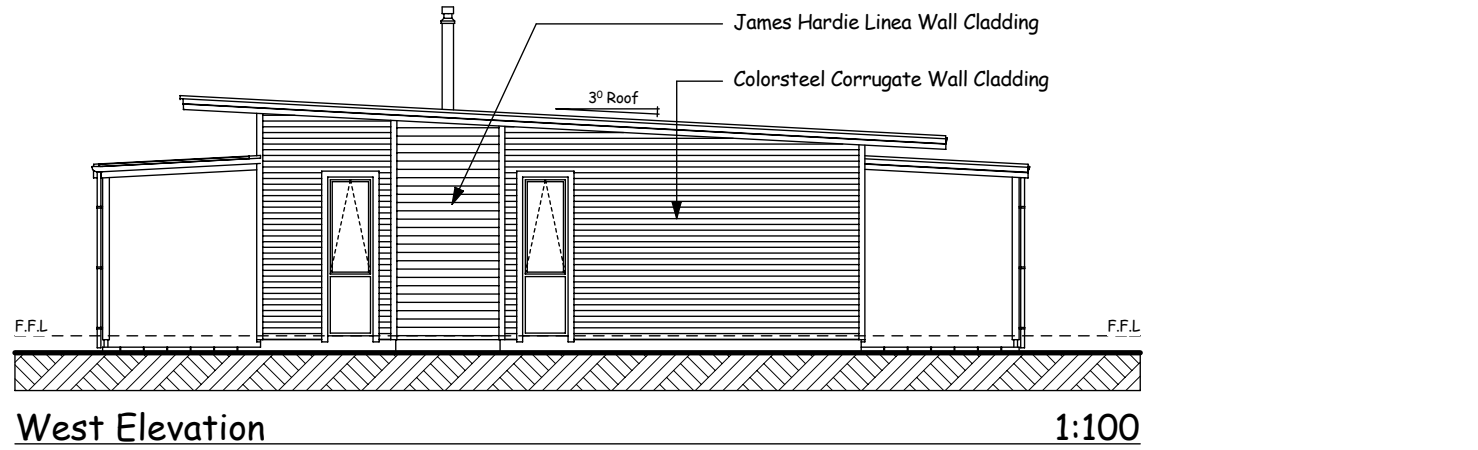 James Hardie Linea Wall Cladding
Colorsteel Corrugate Wall Cladding
3⁰ Roof
F.F.L
F.F.L
West Elevation
1:100